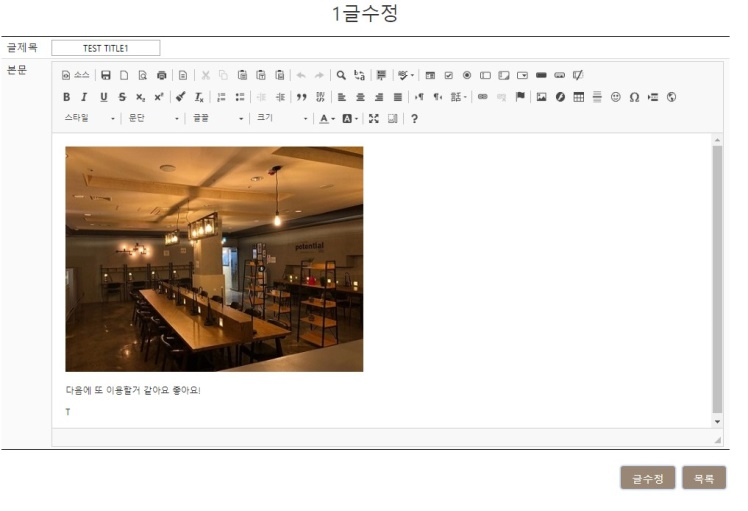 1글수정
글제목
TEST TITLE1
본문
소스
스타일
문단
글꼴
크기
potential
다음에 또 이용할거 같아요 좋아요!
T
글수정
목록